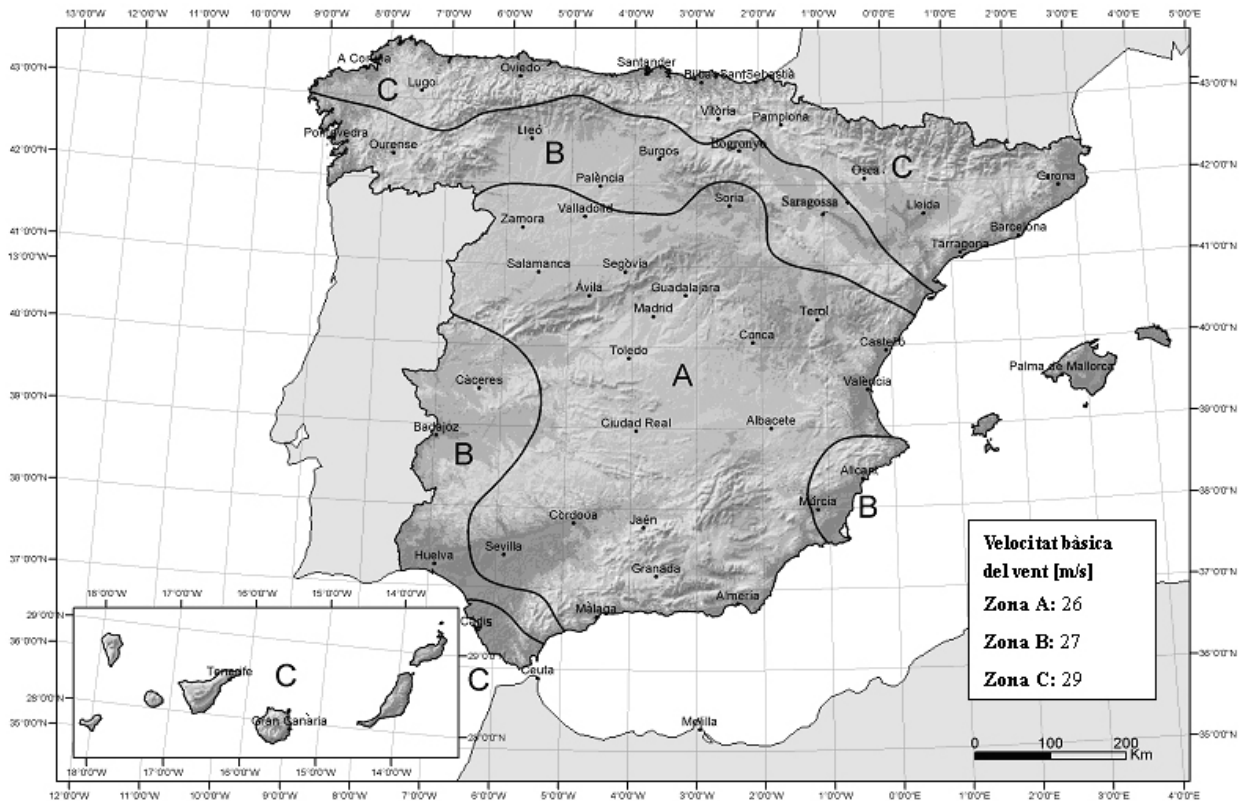 13°0'0"W 12°0'0"W 11°0'0"W 10°0'0"W 9°0'0"W 8°0'0"W 7°0'0"W 6°0'0"W 5°0'0"W 4°0'0"W 3°0'0"W 2°0'0"W 1°0'0"W 0°0'0"E 1°0'0"E 2°0'0"E 3°0'0"E 4°0'0"E 5°0'0"E
43°0'0"N A Coruña Lugo Oviedo Santander Bilbao Sant Sebastià 43°0'0"N
C
Vitòria Pamplona
Pontevedra Ourense Lleó Logronyo
42°0'0"N B Burgos Osca C Girona 42°0'0"N
Palència
Zamora Valladolid Soria Saragossa Lleida
41°0'0"N Barcelona
13°0'0"W Tarragona 41°0'0"N
Salamanca Segòvia
Ávila Guadalajara
40°0'0"N Madrid Terol
Conca Castelló 40°0'0"N
Toledo A
Càceres València Palma de Mallorca
39°0'0"N 39°0'0"N
Badajoz Ciudad Real Albacete
B
38°0'0"N Alicant 38°0'0"N
Múrcia B
Còrdoba Jaén
37°0'0"N Huelva Sevilla Granada 37°0'0"N
Velocitat bàsica
del vent [m/s]
Zona A: 26
Zona B: 27
Zona C: 29
18°0'0"W 17°0'0"W 16°0'0"W 15°0'0"W 14°0'0"W
Màlaga Almeria
29°0'0"N Cadis
36°0'0"N 29°0'0"N 36°0'0"N
Tenerife C C Ceuta
28°0'0"N
35°0'0"N Gran Canària Melilla 35°0'0"N
28°0'0"N
0 100 200
Km
18°0'0"W 17°0'0"W 16°0'0"W 15°0'0"W 14°0'0"W
12°0'0"W 11°0'0"W 10°0'0"W 9°0'0"W 8°0'0"W 7°0'0"W 6°0'0"W 5°0'0"W 4°0'0"W 3°0'0"W 2°0'0"W 1°0'0"W 0°0'0"E 1°0'0"E 2°0'0"E 3°0'0"E 4°0'0"E